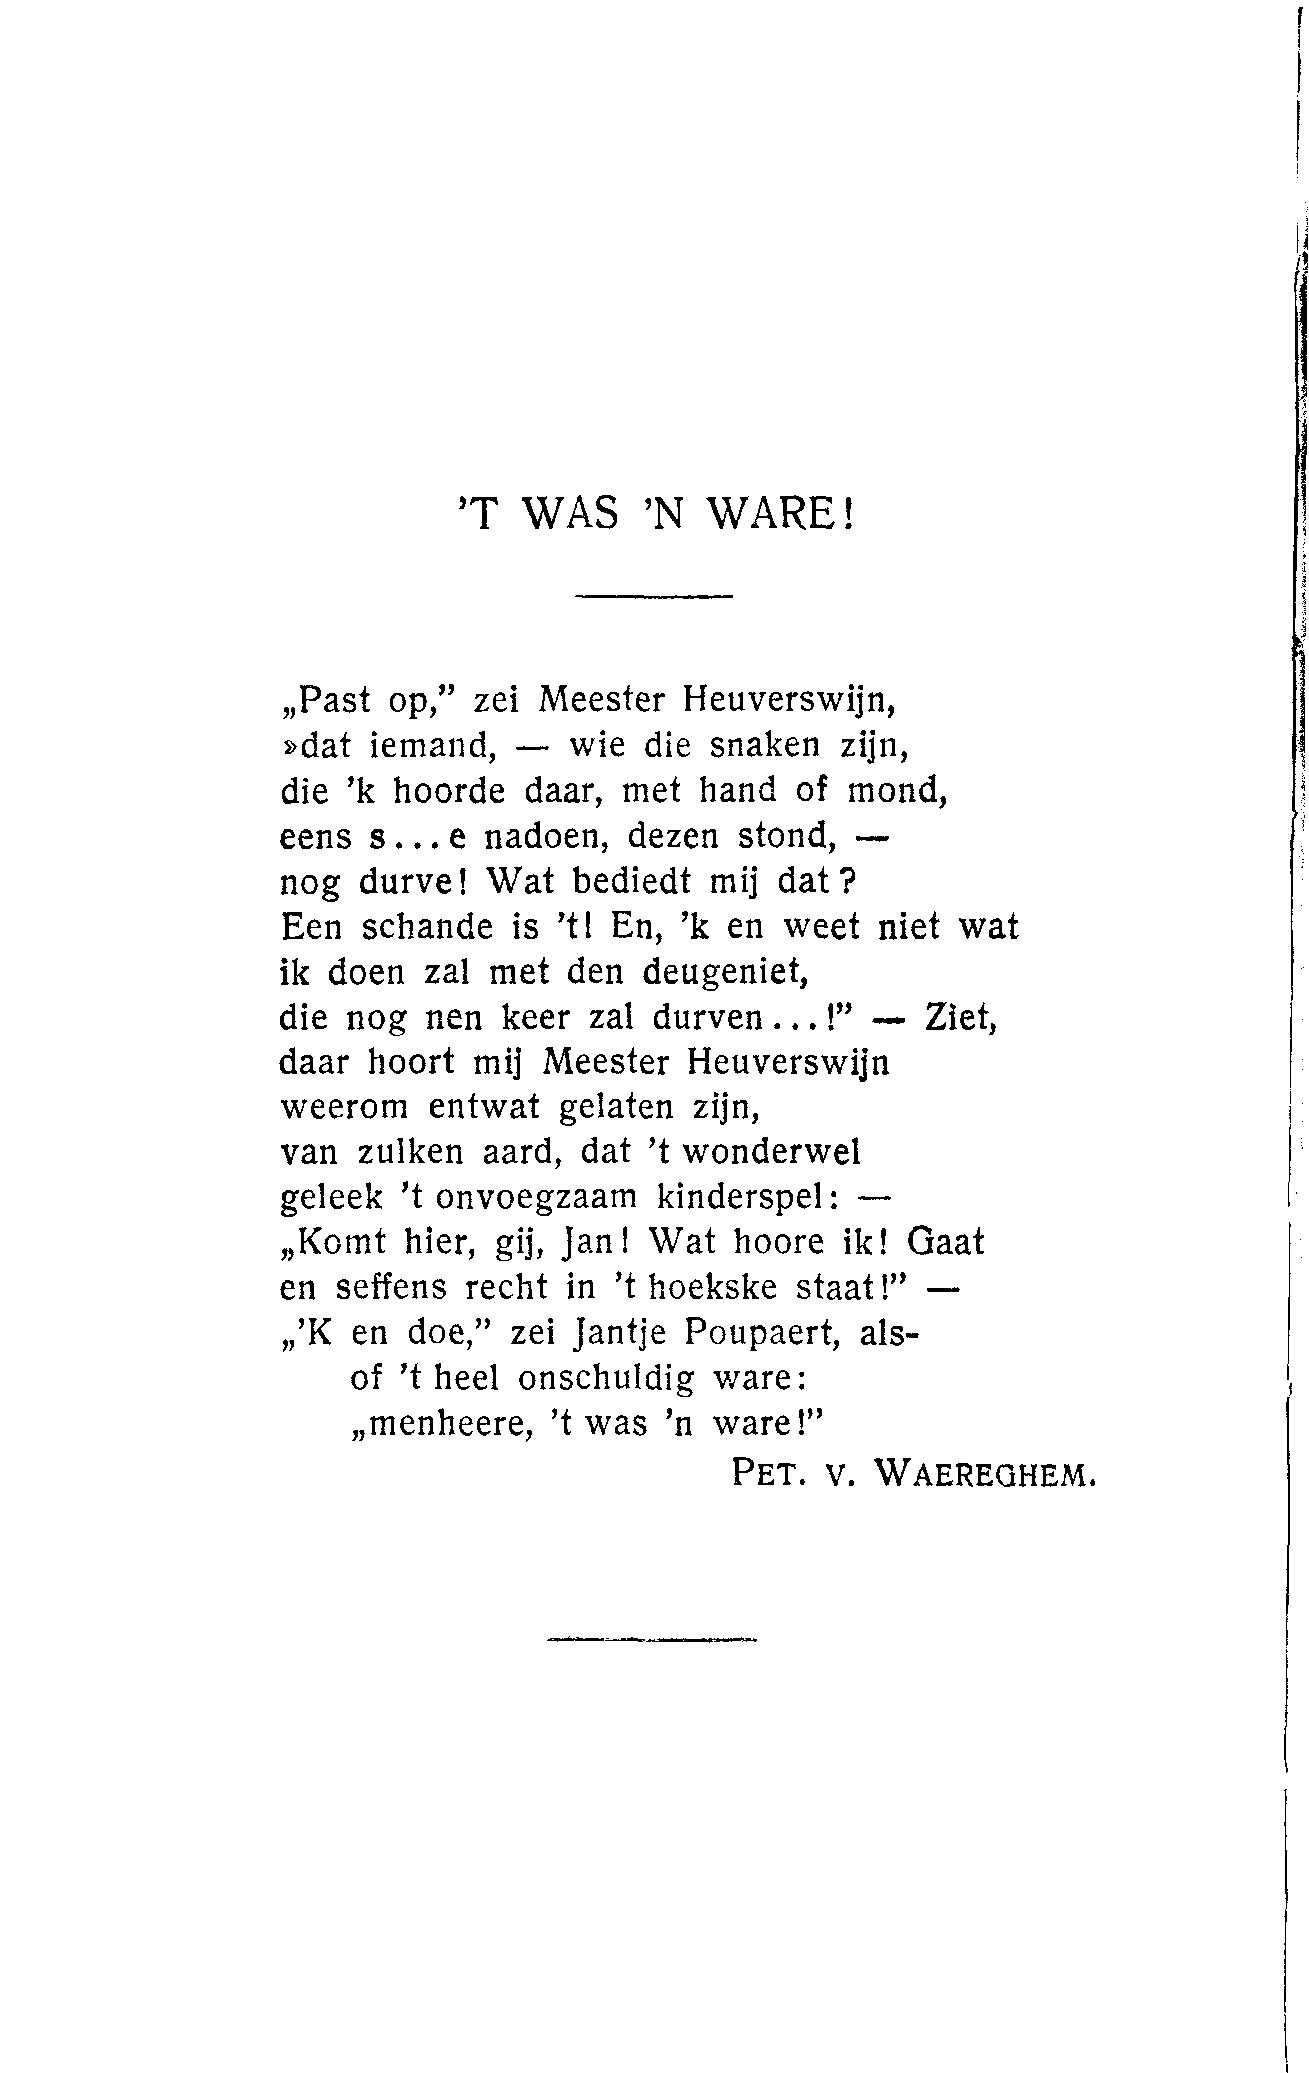 ’T WAS ’N WARE!
„Past op,” zei Meester Heuverswijn,
»dat iemand, — wie die snaken zijn,
die ’k hoorde daar, met hand of mond,
eens s...e nadoen, dezen stond, —
nog durve! Wat bediedt mij dat?
Een schande is ’t! En, ’k en weet niet wat
ik doen zal met den deugeniet,
die nog nen keer zal durven...!” — Ziet,
daar hoort mij Meester Heuverswijn
weerom entwat gelaten zijn,
van zulken aard, dat ’t wonderwel
geleek ’t onvoegzaam kinderspel: —
„Komt hier, gij, Jan! Wat hoore ik! Gaat
en seffens recht in ’t hoekske staat!” —
„’K en doe,” zei Jantje Poupaert, als-
of ’t heel onschuldig ware:
„menheere, ’t was ’n ware!”
PET. V. WAEREGHEM.